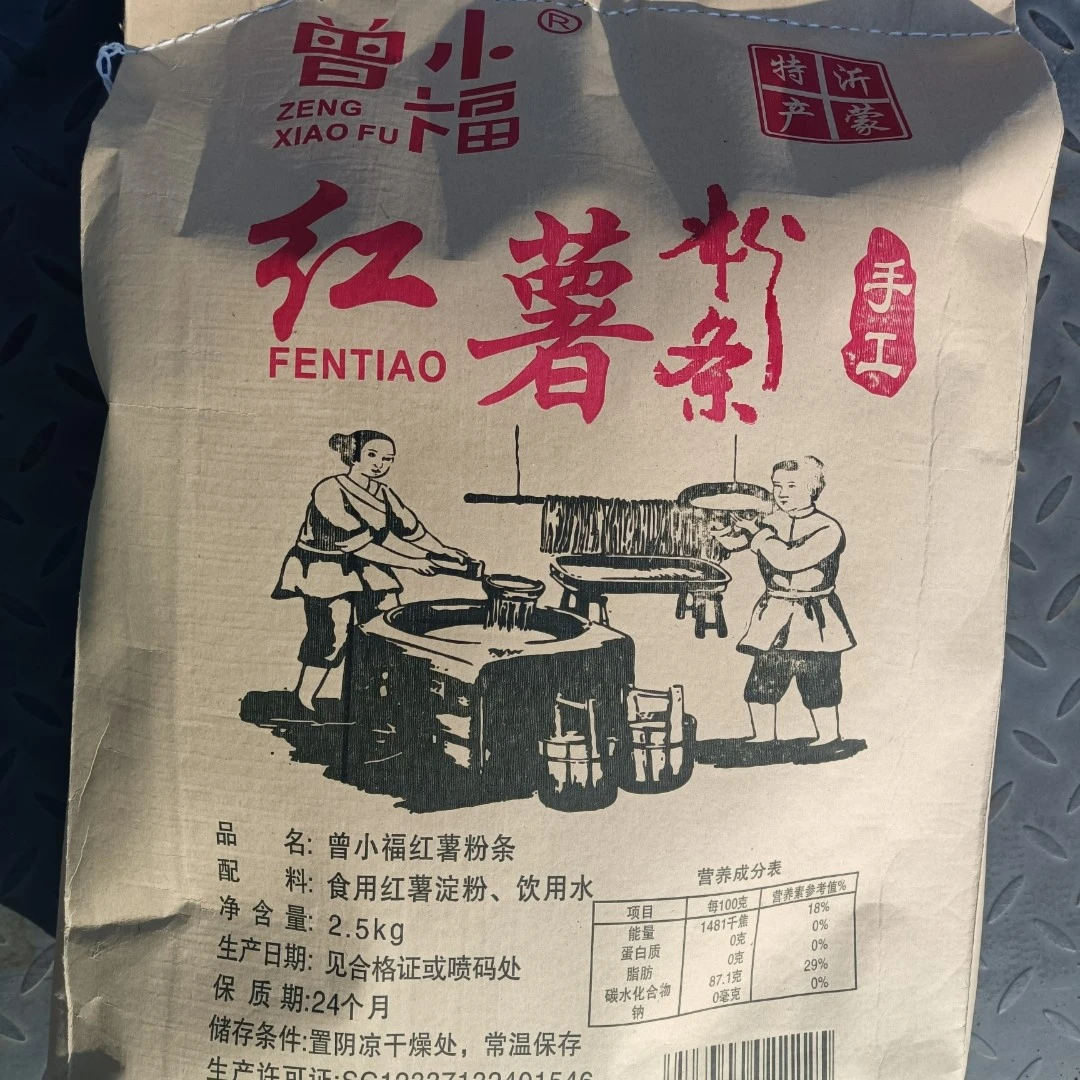 曾小福®
ZENG
XIAO FU
沂蒙
特产
红薯粉条
手工
FENTIAO
品 名: 曾小福红薯粉条
配 料: 食用红薯淀粉、饮用水
净含量: 2.5kg
生产日期: 见合格证或喷码处
保质期:24个月
储存条件:置阴凉干燥处，常温保存
生产许可证:SC12337132401546
营养成分表
项目 每100克 营养素参考值%
能量 1481千焦 18%
蛋白质 0克 0%
脂肪 0克 0%
碳水化合物 87.1克 29%
钠 0毫克 0%